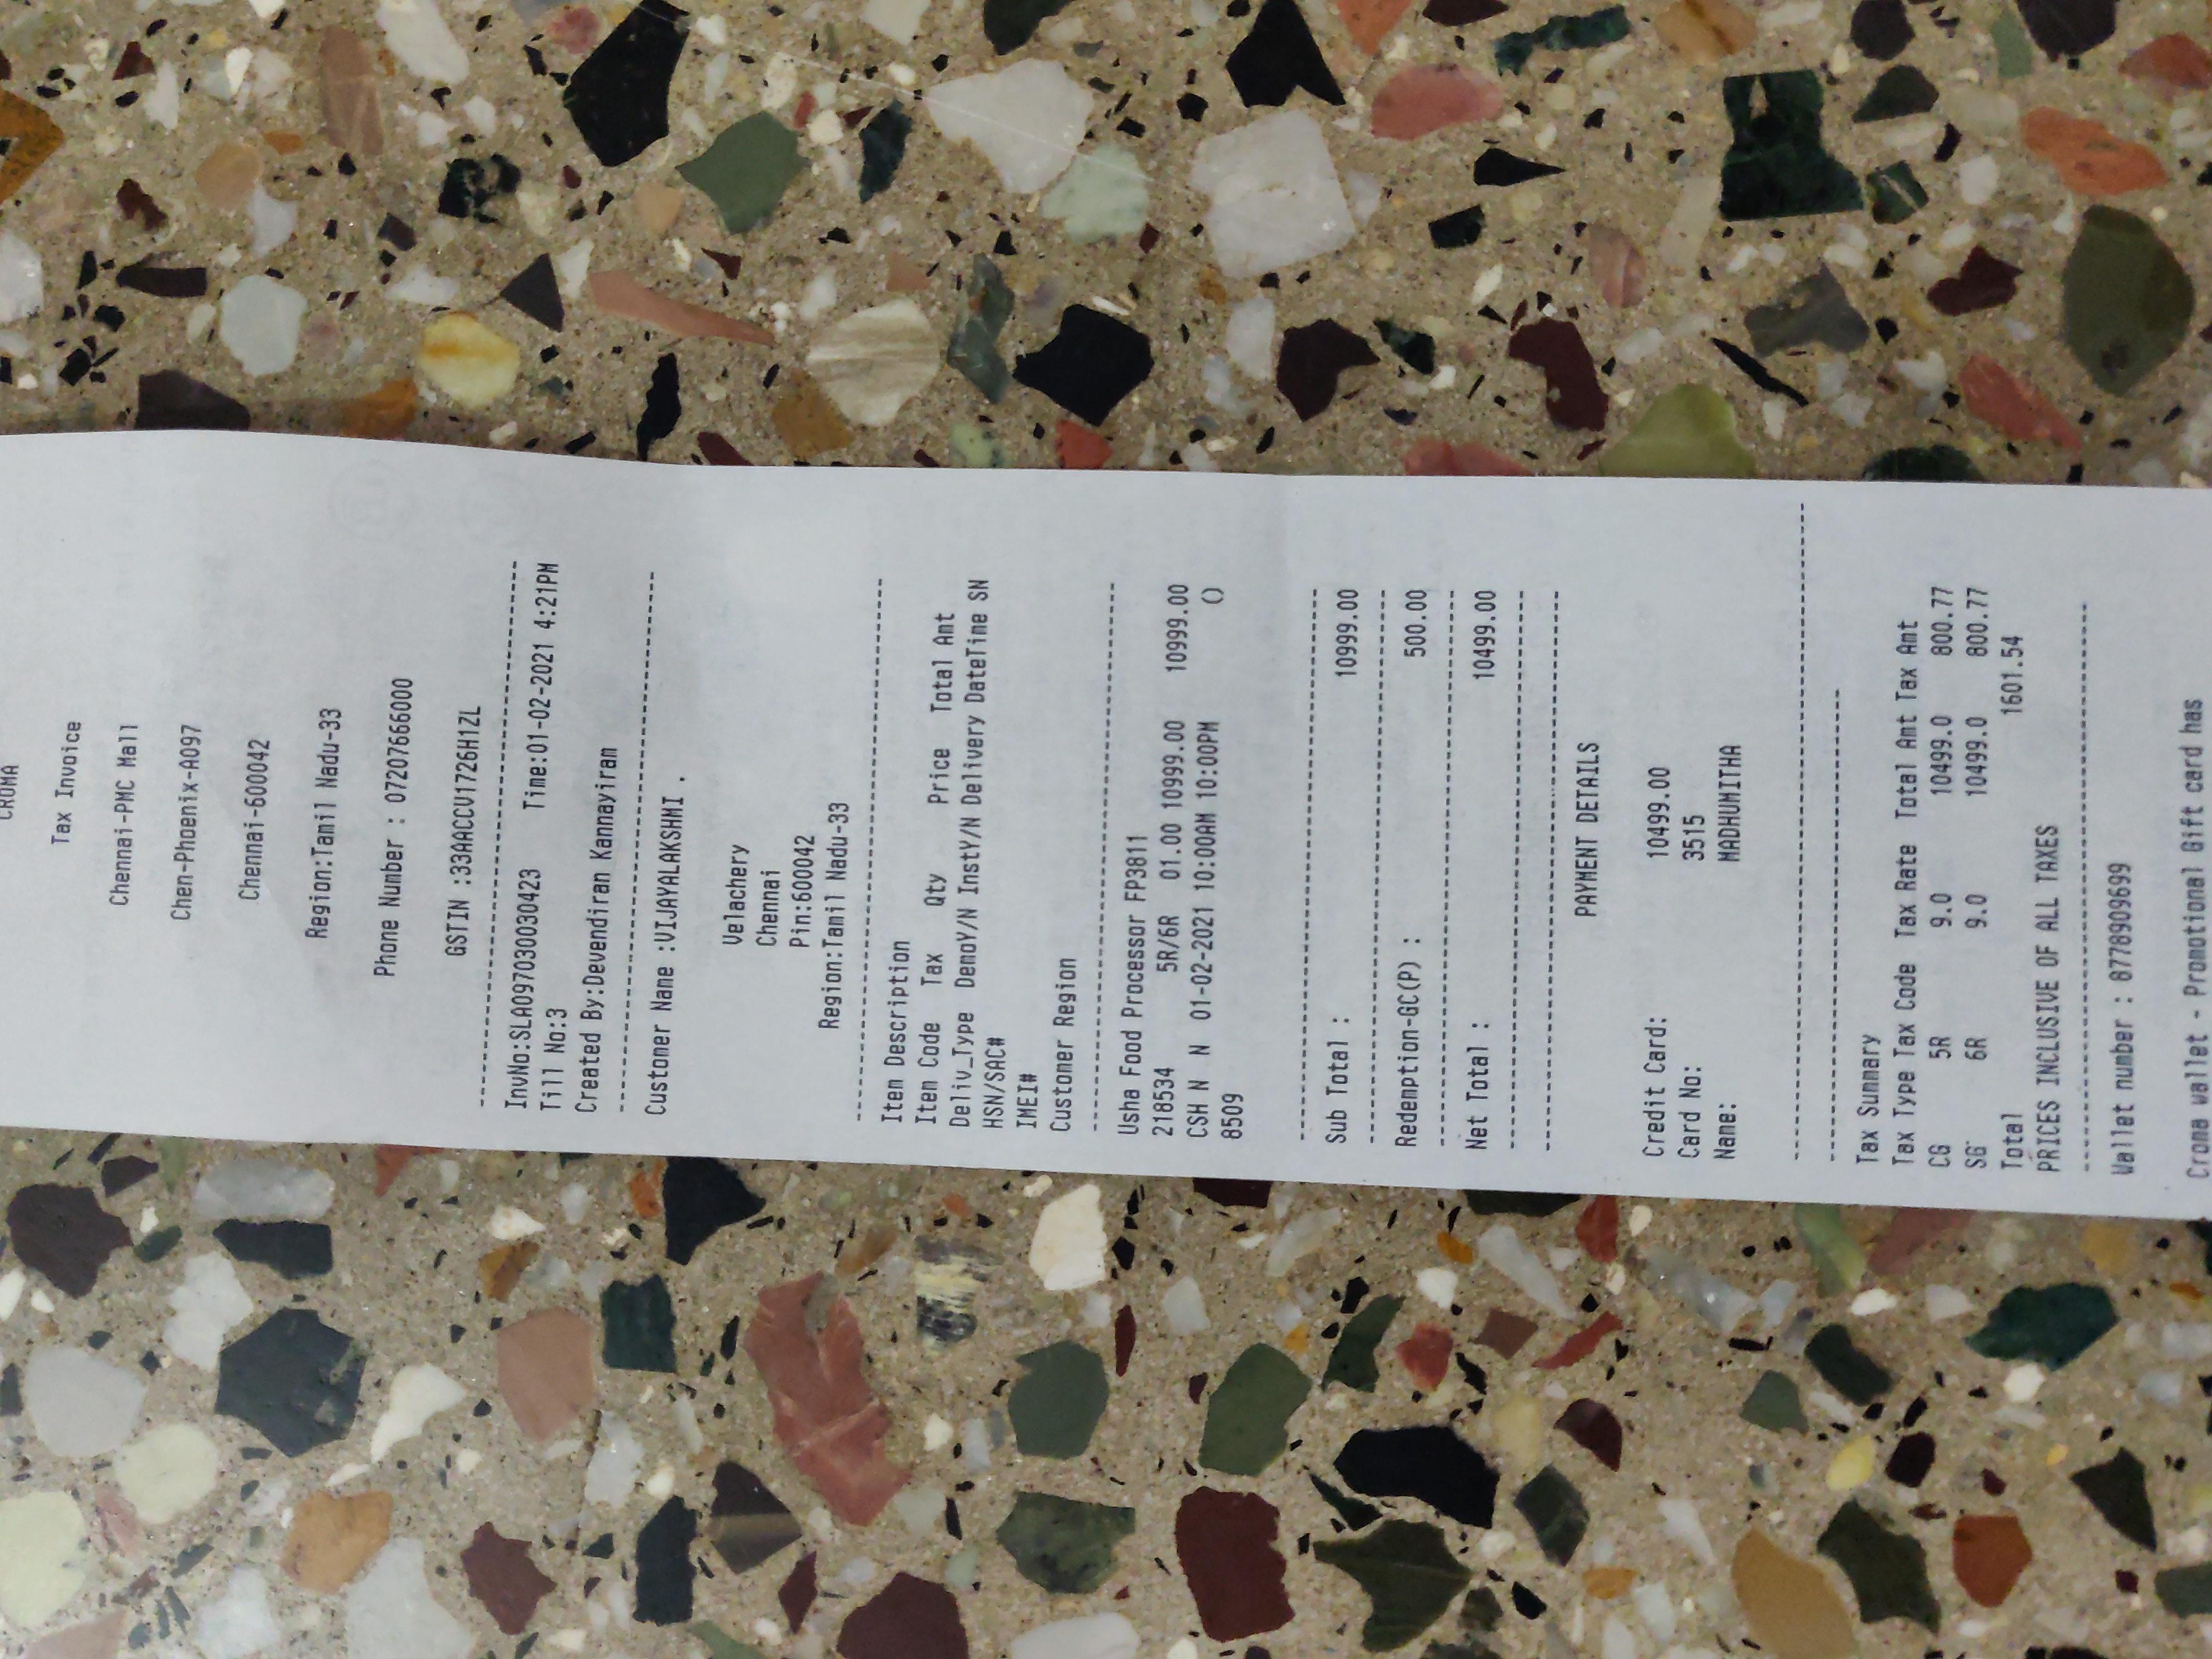 CROMA
Tax Invoice
Chennai-PMC Mall
Chen-Phoenix-A097
Chennai-600042
Region:Tamil Nadu-33
Phone Number : 07207666000
GSTIN :33AACCV1726H1ZL
InvNo:SLA097030030423 Time:01-02-2021 4:21PM
Till No:3
Created By:Devendiran Kannayiram
Customer Name :VIJAYALAKSHMI .
Velachery
Chennai
Pin:600042
Region:Tamil Nadu-33
Item Description
Item Code Tax Qty Price Total Amt
Deliv_Type DemoY/N InstY/N Delivery DateTime SN
HSN/SAC#
IMEI#
Customer Region
Usha Food Processor FP3811
218534 5R/6R 01.00 10999.00 10999.00
CSH N N 01-02-2021 10:00AM 10:00PM ()
8509
Sub Total : 10999.00
Redemption-GC(P) : 500.00
Net Total : 10499.00
PAYMENT DETAILS
Credit Card: 10499.00
Card No: 3515
Name: MADHUMITHA
Tax Summary
Tax Type Tax Code Tax Rate Total Amt Tax Amt
CG 5R 9.0 10499.0 800.77
SG 6R 9.0 10499.0 800.77
Total 1601.54
PRICES INCLUSIVE OF ALL TAXES
Wallet number : 8778909699
Croma wallet - Promotional Gift card has